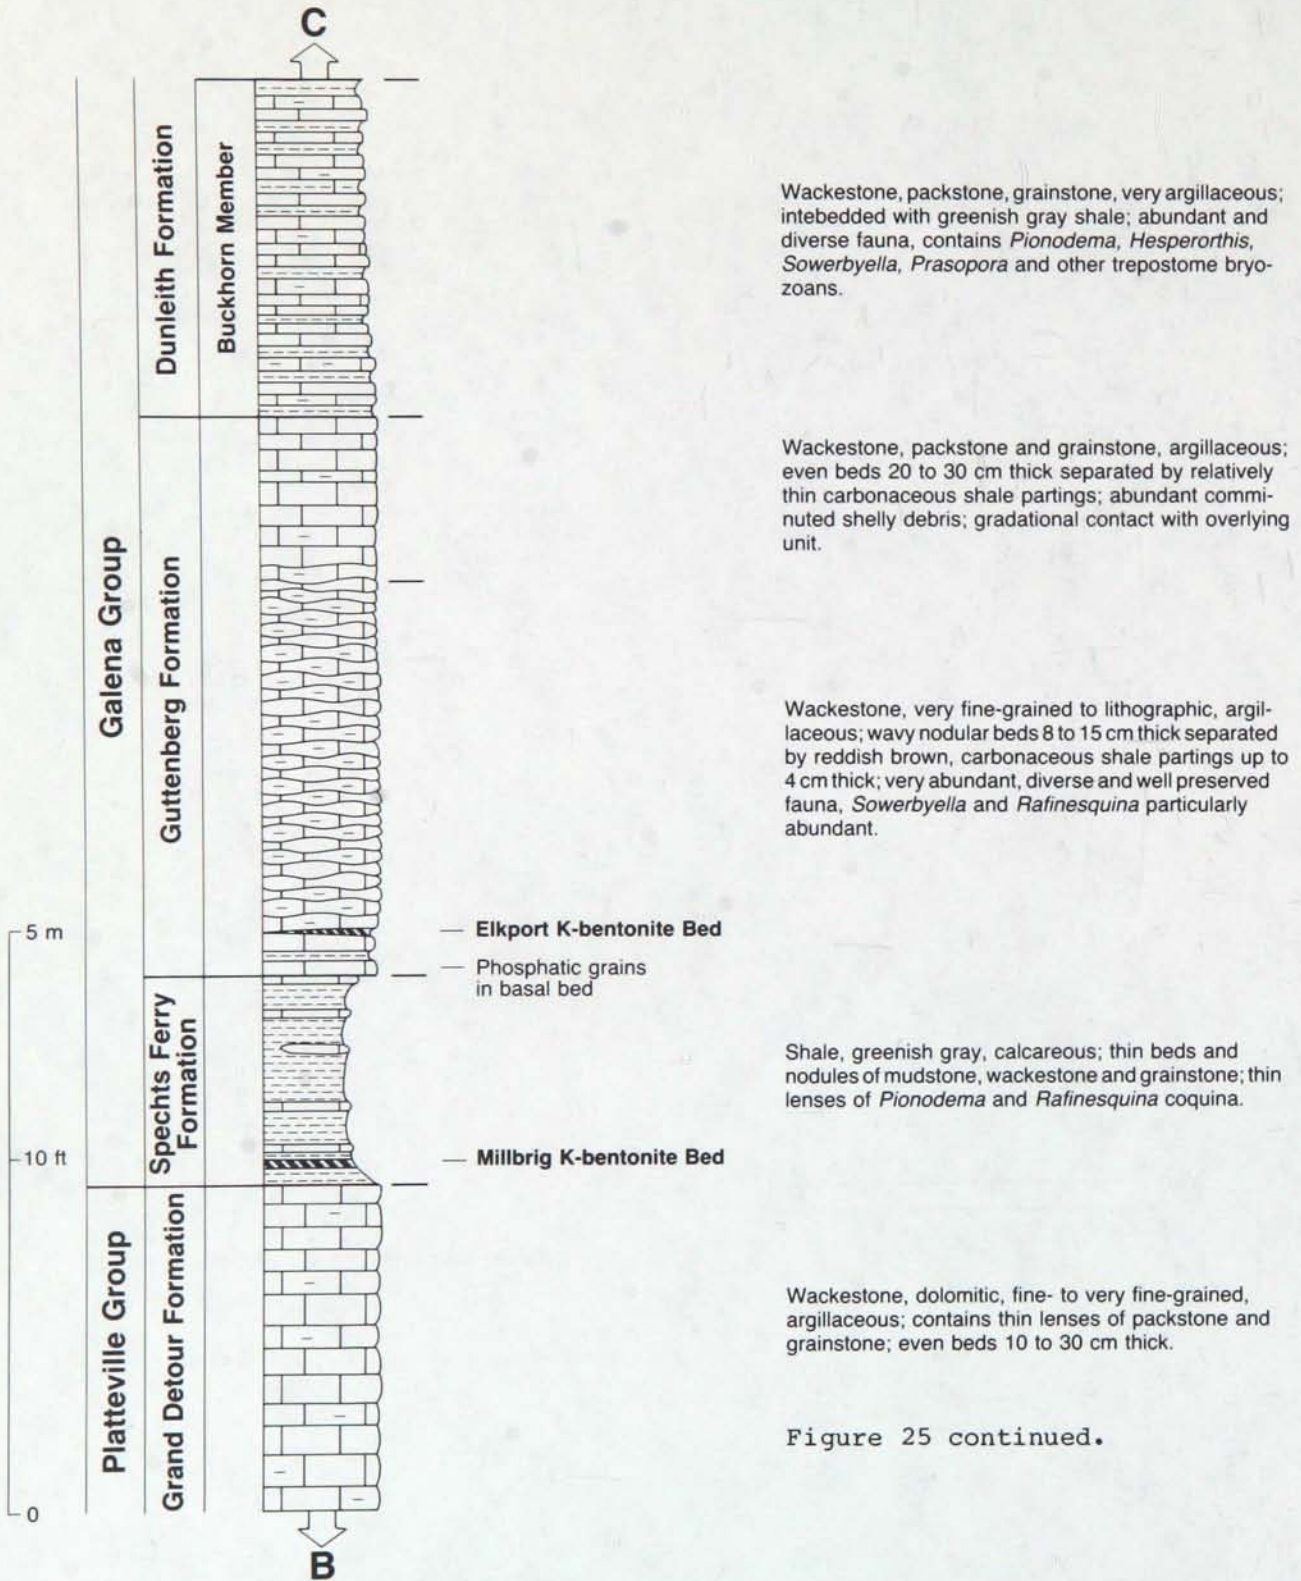 C
Galena Group
Dunleith Formation
Buckhorn Member
Wackestone, packstone, grainstone, very argillaceous;
intebedded with greenish gray shale; abundant and
diverse fauna, contains Pionodema, Hesperorthis,
Sowerbyella, Prasopora and other trepostome bryo-
zoans.
Guttenberg Formation
Wackestone, packstone and grainstone, argillaceous;
even beds 20 to 30 cm thick separated by relatively
thin carbonaceous shale partings; abundant commi-
nuted shelly debris; gradational contact with overlying
unit.
Wackestone, very fine-grained to lithographic, argil-
laceous; wavy nodular beds 8 to 15 cm thick separated
by reddish brown, carbonaceous shale partings up to
4 cm thick; very abundant, diverse and well preserved
fauna, Sowerbyella and Rafinesquina particularly
abundant.
5 m
Elkport K-bentonite Bed
Phosphatic grains
in basal bed
Spechts Ferry
Formation
Shale, greenish gray, calcareous; thin beds and
nodules of mudstone, wackestone and grainstone; thin
lenses of Pionodema and Rafinesquina coquina.
10 ft
Millbrig K-bentonite Bed
Platteville Group
Grand Detour Formation
Wackestone, dolomitic, fine- to very fine-grained,
argillaceous; contains thin lenses of packstone and
grainstone; even beds 10 to 30 cm thick.
Figure 25 continued.
0
B